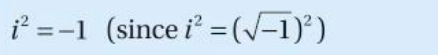 i² = −1 (since i² = (√−1)²)